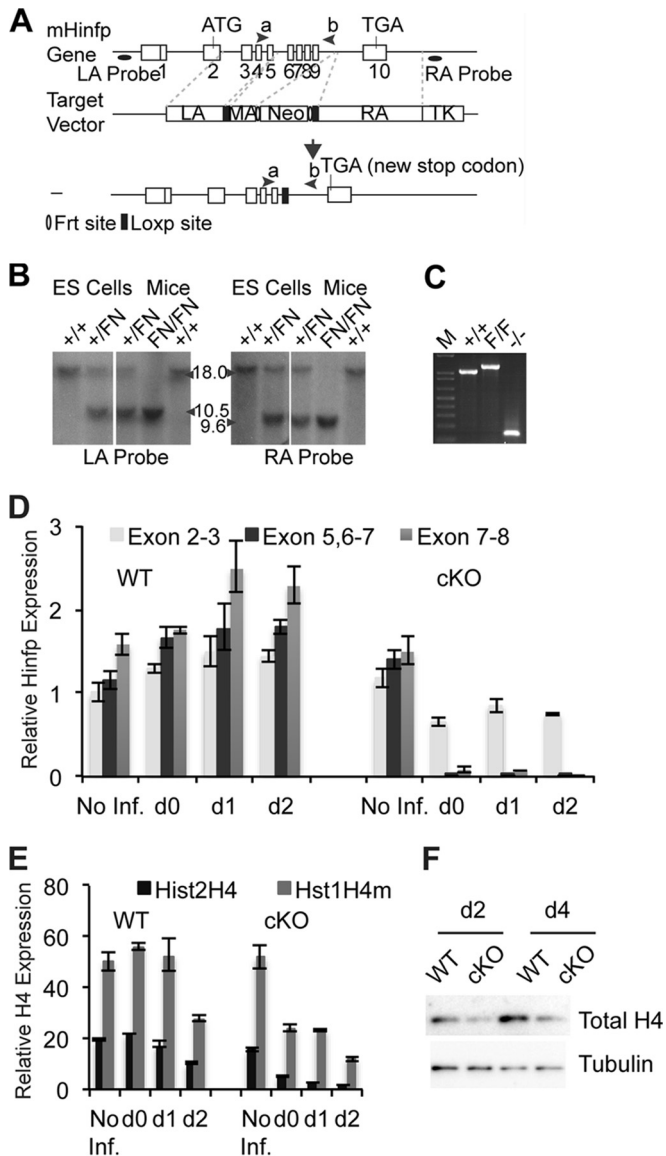 A
mHinfp Gene
ATG
a
b
TGA
LA Probe
1 2 3 4 5 6 7 8 9 10
RA Probe
Target Vector
LA MA Neo RA TK
a
b
TGA (new stop codon)
–
Frt site Loxp site
B
ES Cells Mice
+/+ +/FN +/FN FN/FN +/+
ES Cells Mice
+/+ +/FN +/FN FN/FN +/+
18.0
10.5
9.6
LA Probe
RA Probe
C
M +/+ F/F -/-
D
Relative Hinfp Expression
3
2
1
0
Exon 2-3 Exon 5,6-7 Exon 7-8
WT
cKO
No Inf. d0 d1 d2
No Inf. d0 d1 d2
E
Relative H4 Expression
80
60
40
20
0
Hist2H4 Hst1H4m
WT
cKO
No Inf. d0 d1 d2
No Inf. d0 d1 d2
F
d2 d4
WT cKO WT cKO
Total H4
Tubulin